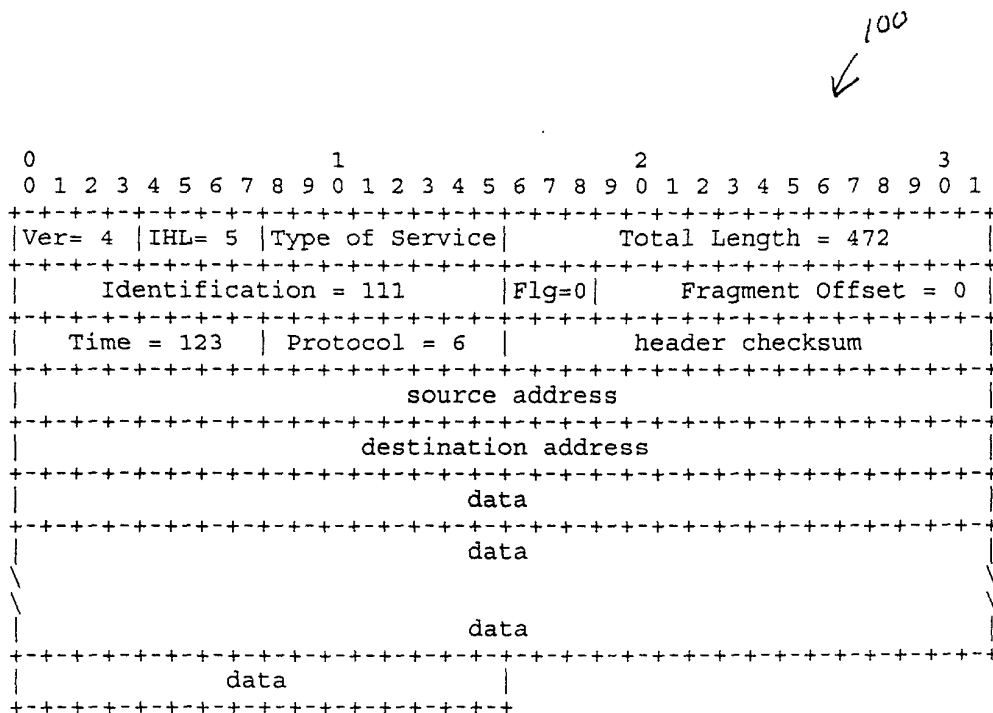 100
0 1 2 3
0 1 2 3 4 5 6 7 8 9 0 1 2 3 4 5 6 7 8 9 0 1 2 3 4 5 6 7 8 9 0 1
+-+-+-+-+-+-+-+-+-+-+-+-+-+-+-+-+-+-+-+-+-+-+-+-+-+-+-+-+-+-+-+-+
|Ver= 4 |IHL= 5 |Type of Service| Total Length = 472 |
+-+-+-+-+-+-+-+-+-+-+-+-+-+-+-+-+-+-+-+-+-+-+-+-+-+-+-+-+-+-+-+-+
| Identification = 111 |Flg=0| Fragment Offset = 0 |
+-+-+-+-+-+-+-+-+-+-+-+-+-+-+-+-+-+-+-+-+-+-+-+-+-+-+-+-+-+-+-+-+
| Time = 123 | Protocol = 6 | header checksum |
+-+-+-+-+-+-+-+-+-+-+-+-+-+-+-+-+-+-+-+-+-+-+-+-+-+-+-+-+-+-+-+-+
| source address |
+-+-+-+-+-+-+-+-+-+-+-+-+-+-+-+-+-+-+-+-+-+-+-+-+-+-+-+-+-+-+-+-+
| destination address |
+-+-+-+-+-+-+-+-+-+-+-+-+-+-+-+-+-+-+-+-+-+-+-+-+-+-+-+-+-+-+-+-+
| data |
+-+-+-+-+-+-+-+-+-+-+-+-+-+-+-+-+-+-+-+-+-+-+-+-+-+-+-+-+-+-+-+-+
| data |
\ \
\ \
| data |
+-+-+-+-+-+-+-+-+-+-+-+-+-+-+-+-+-+-+-+-+-+-+-+-+-+-+-+-+-+-+-+-+
| data |
+-+-+-+-+-+-+-+-+-+-+-+-+-+-+-+-+